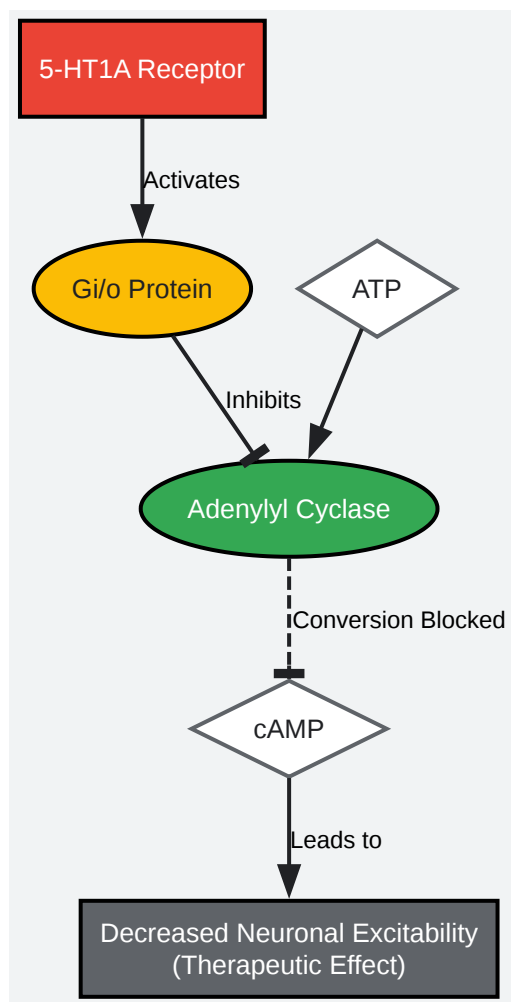 5-HT1A Receptor
Activates
Gi/o Protein
ATP
Inhibits
Adenylyl Cyclase
Conversion Blocked
cAMP
Leads to
Decreased Neuronal Excitability
(Therapeutic Effect)